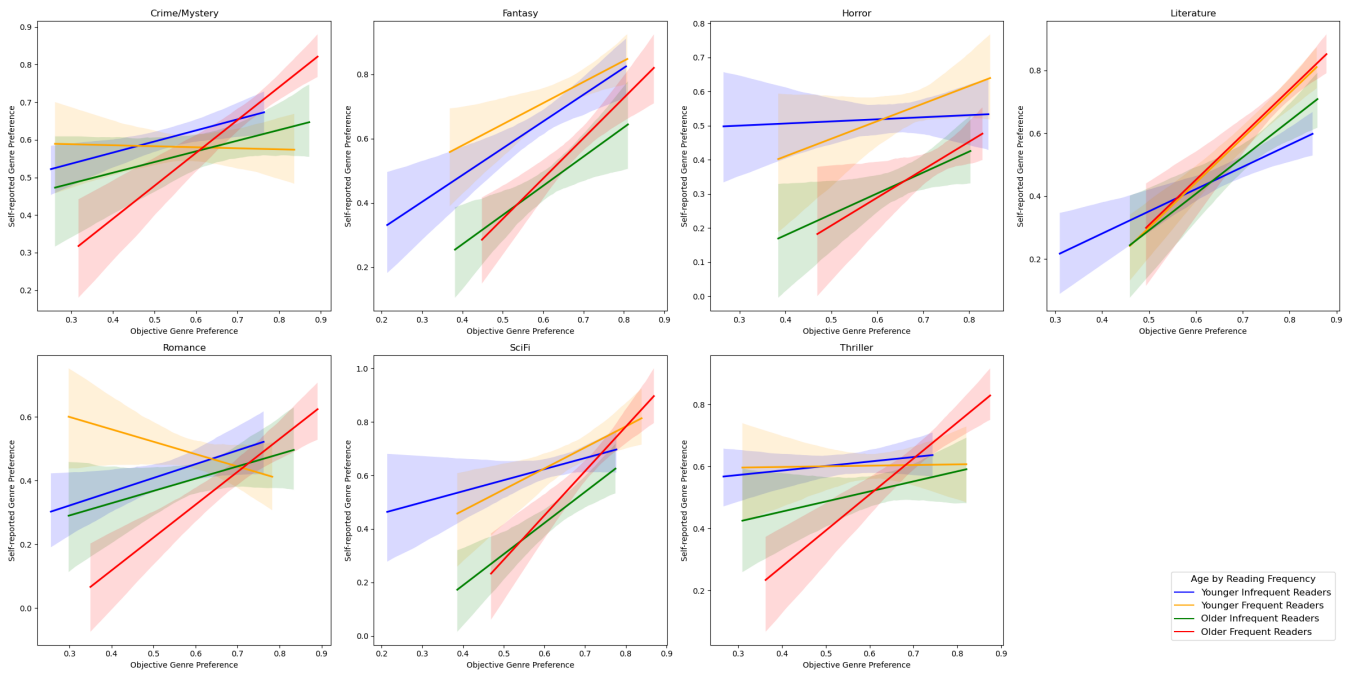 Crime/Mystery
Self-reported Genre Preference
0.9
0.8
0.7
0.6
0.5
0.4
0.3
0.2
0.3 0.4 0.5 0.6 0.7 0.8 0.9
Objective Genre Preference
Fantasy
Self-reported Genre Preference
0.8
0.6
0.4
0.2
0.2 0.3 0.4 0.5 0.6 0.7 0.8 0.9
Objective Genre Preference
Horror
Self-reported Genre Preference
0.8
0.7
0.6
0.5
0.4
0.3
0.2
0.1
0.0
0.3 0.4 0.5 0.6 0.7 0.8
Objective Genre Preference
Literature
Self-reported Genre Preference
0.8
0.6
0.4
0.2
0.3 0.4 0.5 0.6 0.7 0.8 0.9
Objective Genre Preference
Romance
Self-reported Genre Preference
0.6
0.4
0.2
0.0
0.3 0.4 0.5 0.6 0.7 0.8 0.9
Objective Genre Preference
SciFi
Self-reported Genre Preference
1.0
0.8
0.6
0.4
0.2
0.0
0.2 0.3 0.4 0.5 0.6 0.7 0.8 0.9
Objective Genre Preference
Thriller
Self-reported Genre Preference
0.8
0.6
0.4
0.2
0.3 0.4 0.5 0.6 0.7 0.8 0.9
Objective Genre Preference
Age by Reading Frequency
Younger Infrequent Readers
Younger Frequent Readers
Older Infrequent Readers
Older Frequent Readers